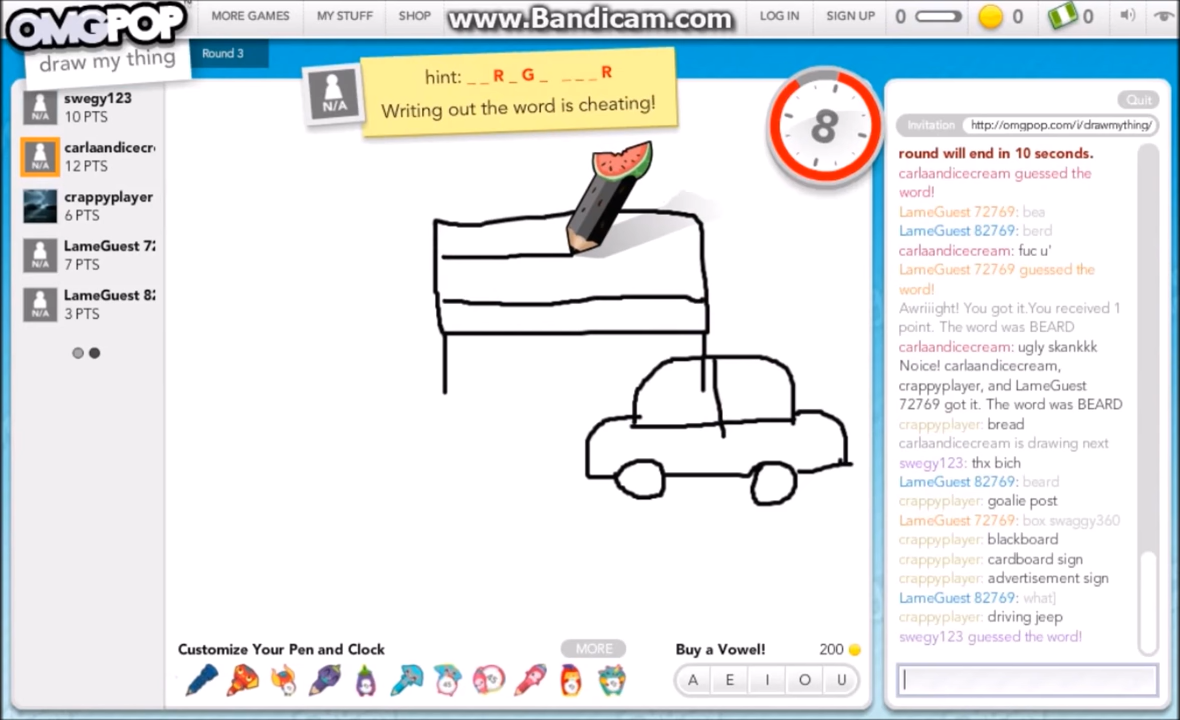 OMGPOP
MORE GAMES
MY STUFF
SHOP
www.Bandicam.com
LOG IN
SIGN UP
0
0
0
draw my thing
Round 3
swegy123
10 PTS
carlaandicecr
12 PTS
crappyplayer
6 PTS
LameGuest 72
7 PTS
LameGuest 82
3 PTS
N/A
N/A
N/A
N/A
N/A
hint: _ _ R _ G _ _ _ _ R
Writing out the word is cheating!
8
Quit
Invitation http://omgpop.com/i/drawmything/
round will end in 10 seconds.
carlaandicecream guessed the
word!
LameGuest 72769: bea
LameGuest 82769: berd
carlaandicecream: fuc u'
LameGuest 72769 guessed the
word!
Awriiight! You got it.You received 1
point. The word was BEARD
carlaandicecream: ugly skankkk
Noice! carlaandicecream,
crappyplayer, and LameGuest
72769 got it. The word was BEARD
crappyplayer: bread
carlaandicecream is drawing next
swegy123: thx bich
LameGuest 82769: beard
crappyplayer: goalie post
LameGuest 72769: box swaggy360
crappyplayer: blackboard
crappyplayer: cardboard sign
crappyplayer: advertisement sign
LameGuest 82769: what]
crappyplayer: driving jeep
swegy123 guessed the word!
Customize Your Pen and Clock
MORE
Buy a Vowel!
200
A E I O U